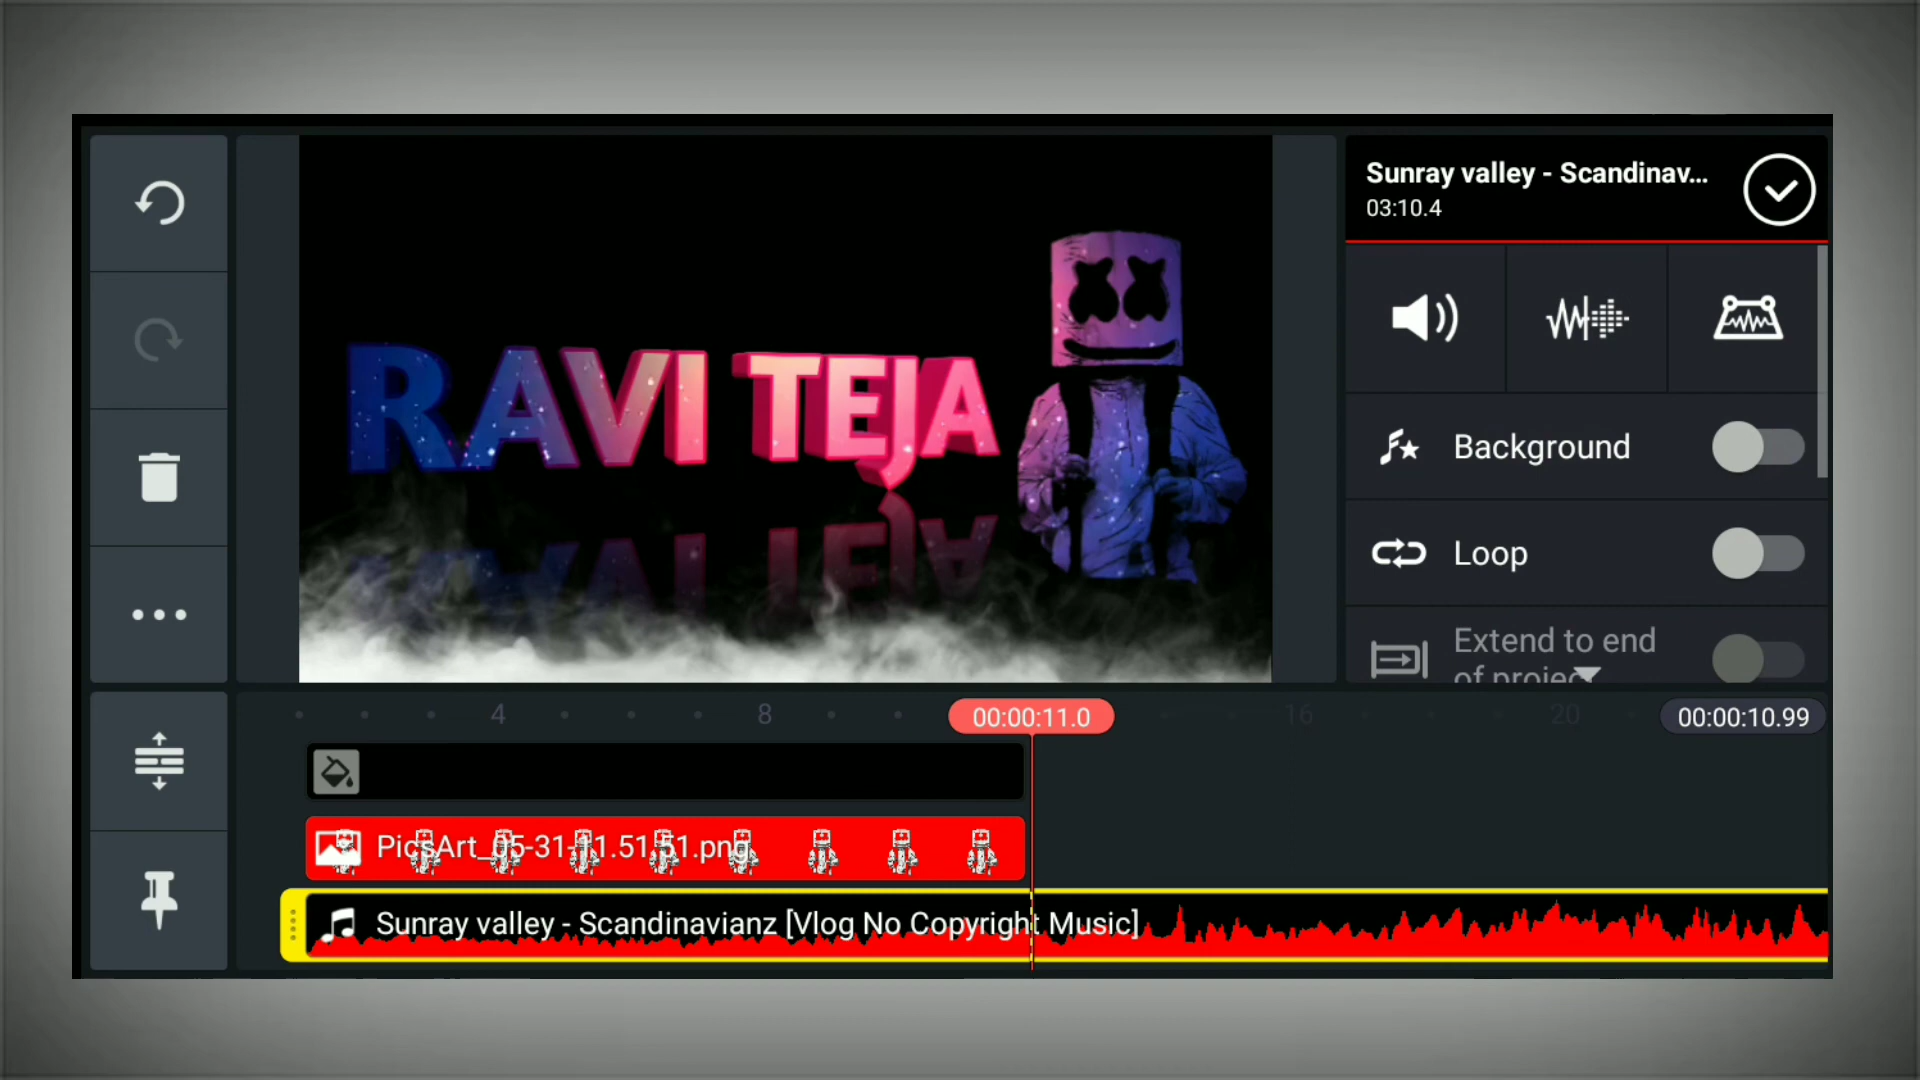 Sunray valley - Scandinav...
03:10.4
RAVI TEJA
Background
Loop
Extend to end
of project
4
8
00:00:11.0
16
20
00:00:10.99
PicsArt_05-31-11.51.51.png
Sunray valley - Scandinavianz [Vlog No Copyright Music]